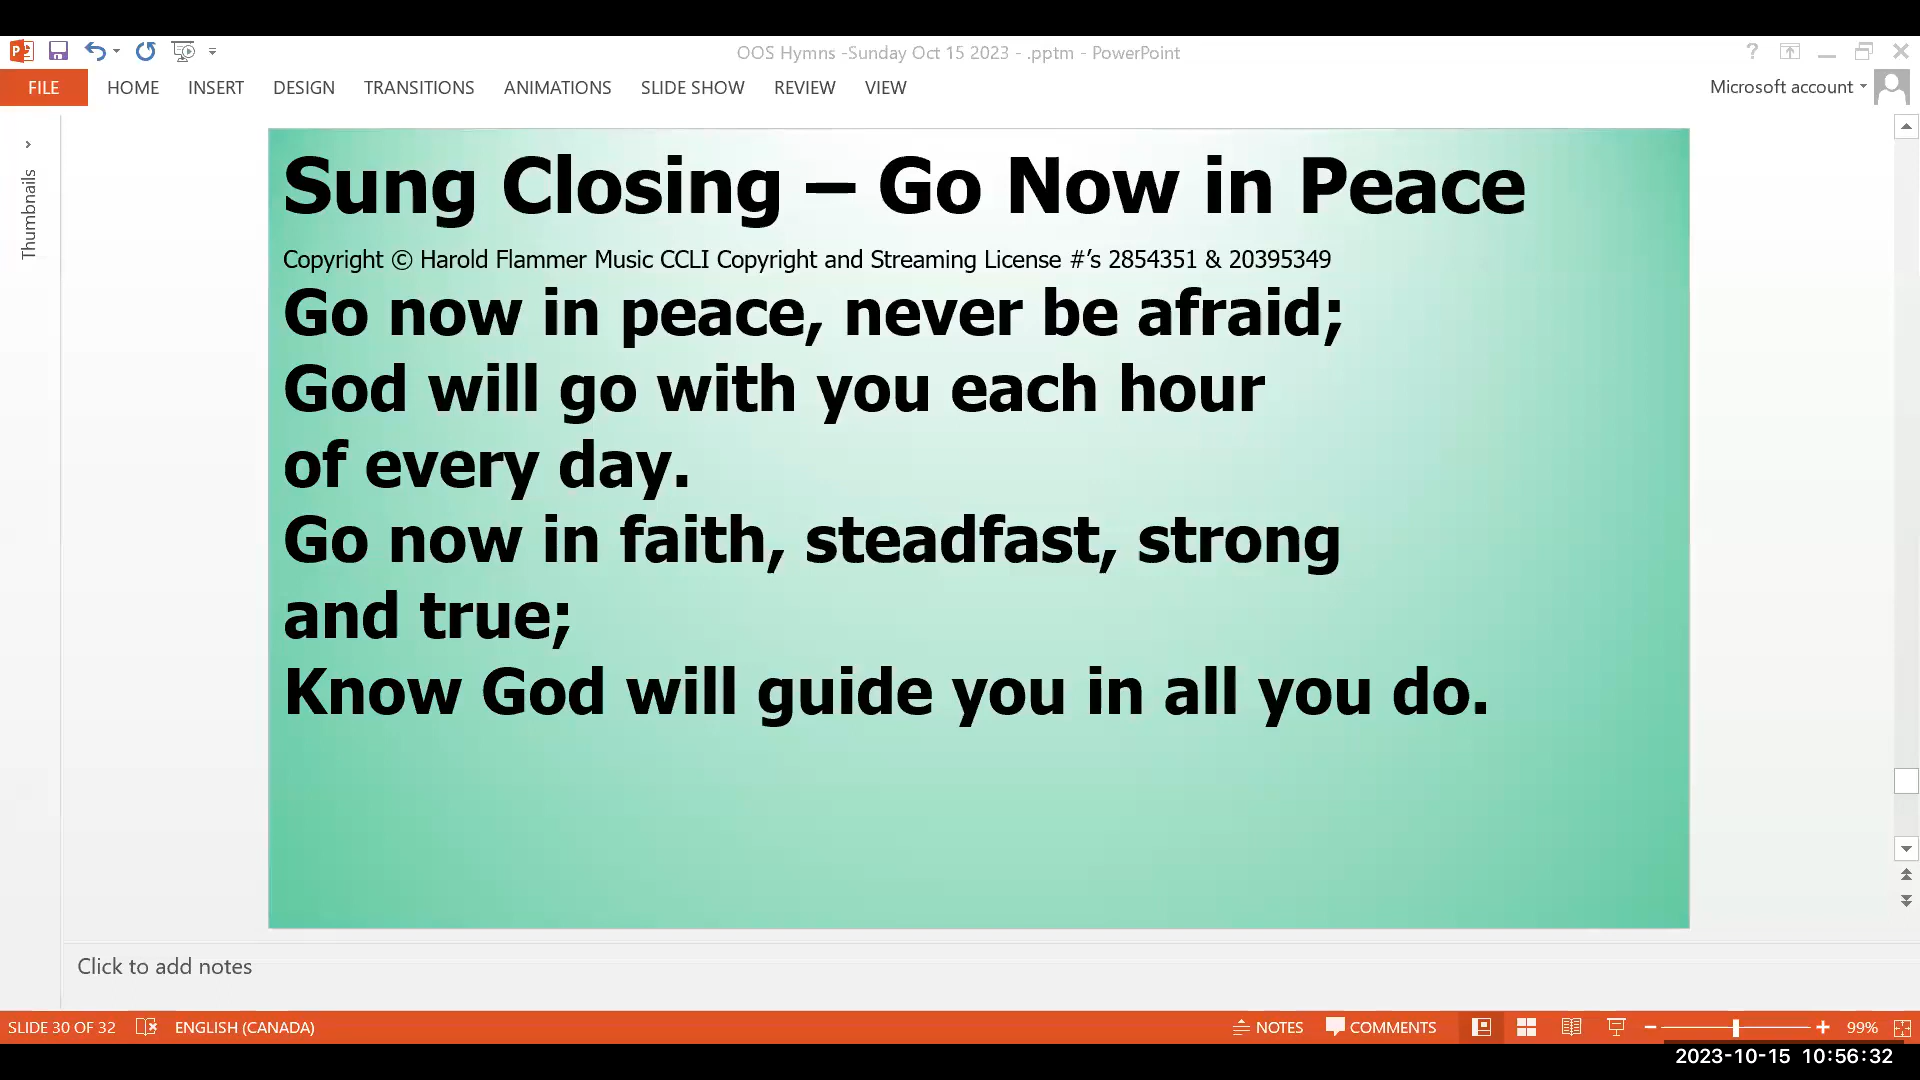 OOS Hymns -Sunday Oct 15 2023 - .pptm - PowerPoint
FILE HOME INSERT DESIGN TRANSITIONS ANIMATIONS SLIDE SHOW REVIEW VIEW Microsoft account
Thumbnails
Sung Closing – Go Now in Peace
Copyright © Harold Flammer Music CCLI Copyright and Streaming License #’s 2854351 & 20395349
Go now in peace, never be afraid;
God will go with you each hour
of every day.
Go now in faith, steadfast, strong
and true;
Know God will guide you in all you do.
Click to add notes
SLIDE 30 OF 32 ENGLISH (CANADA) NOTES COMMENTS 99%
2023-10-15 10:56:32